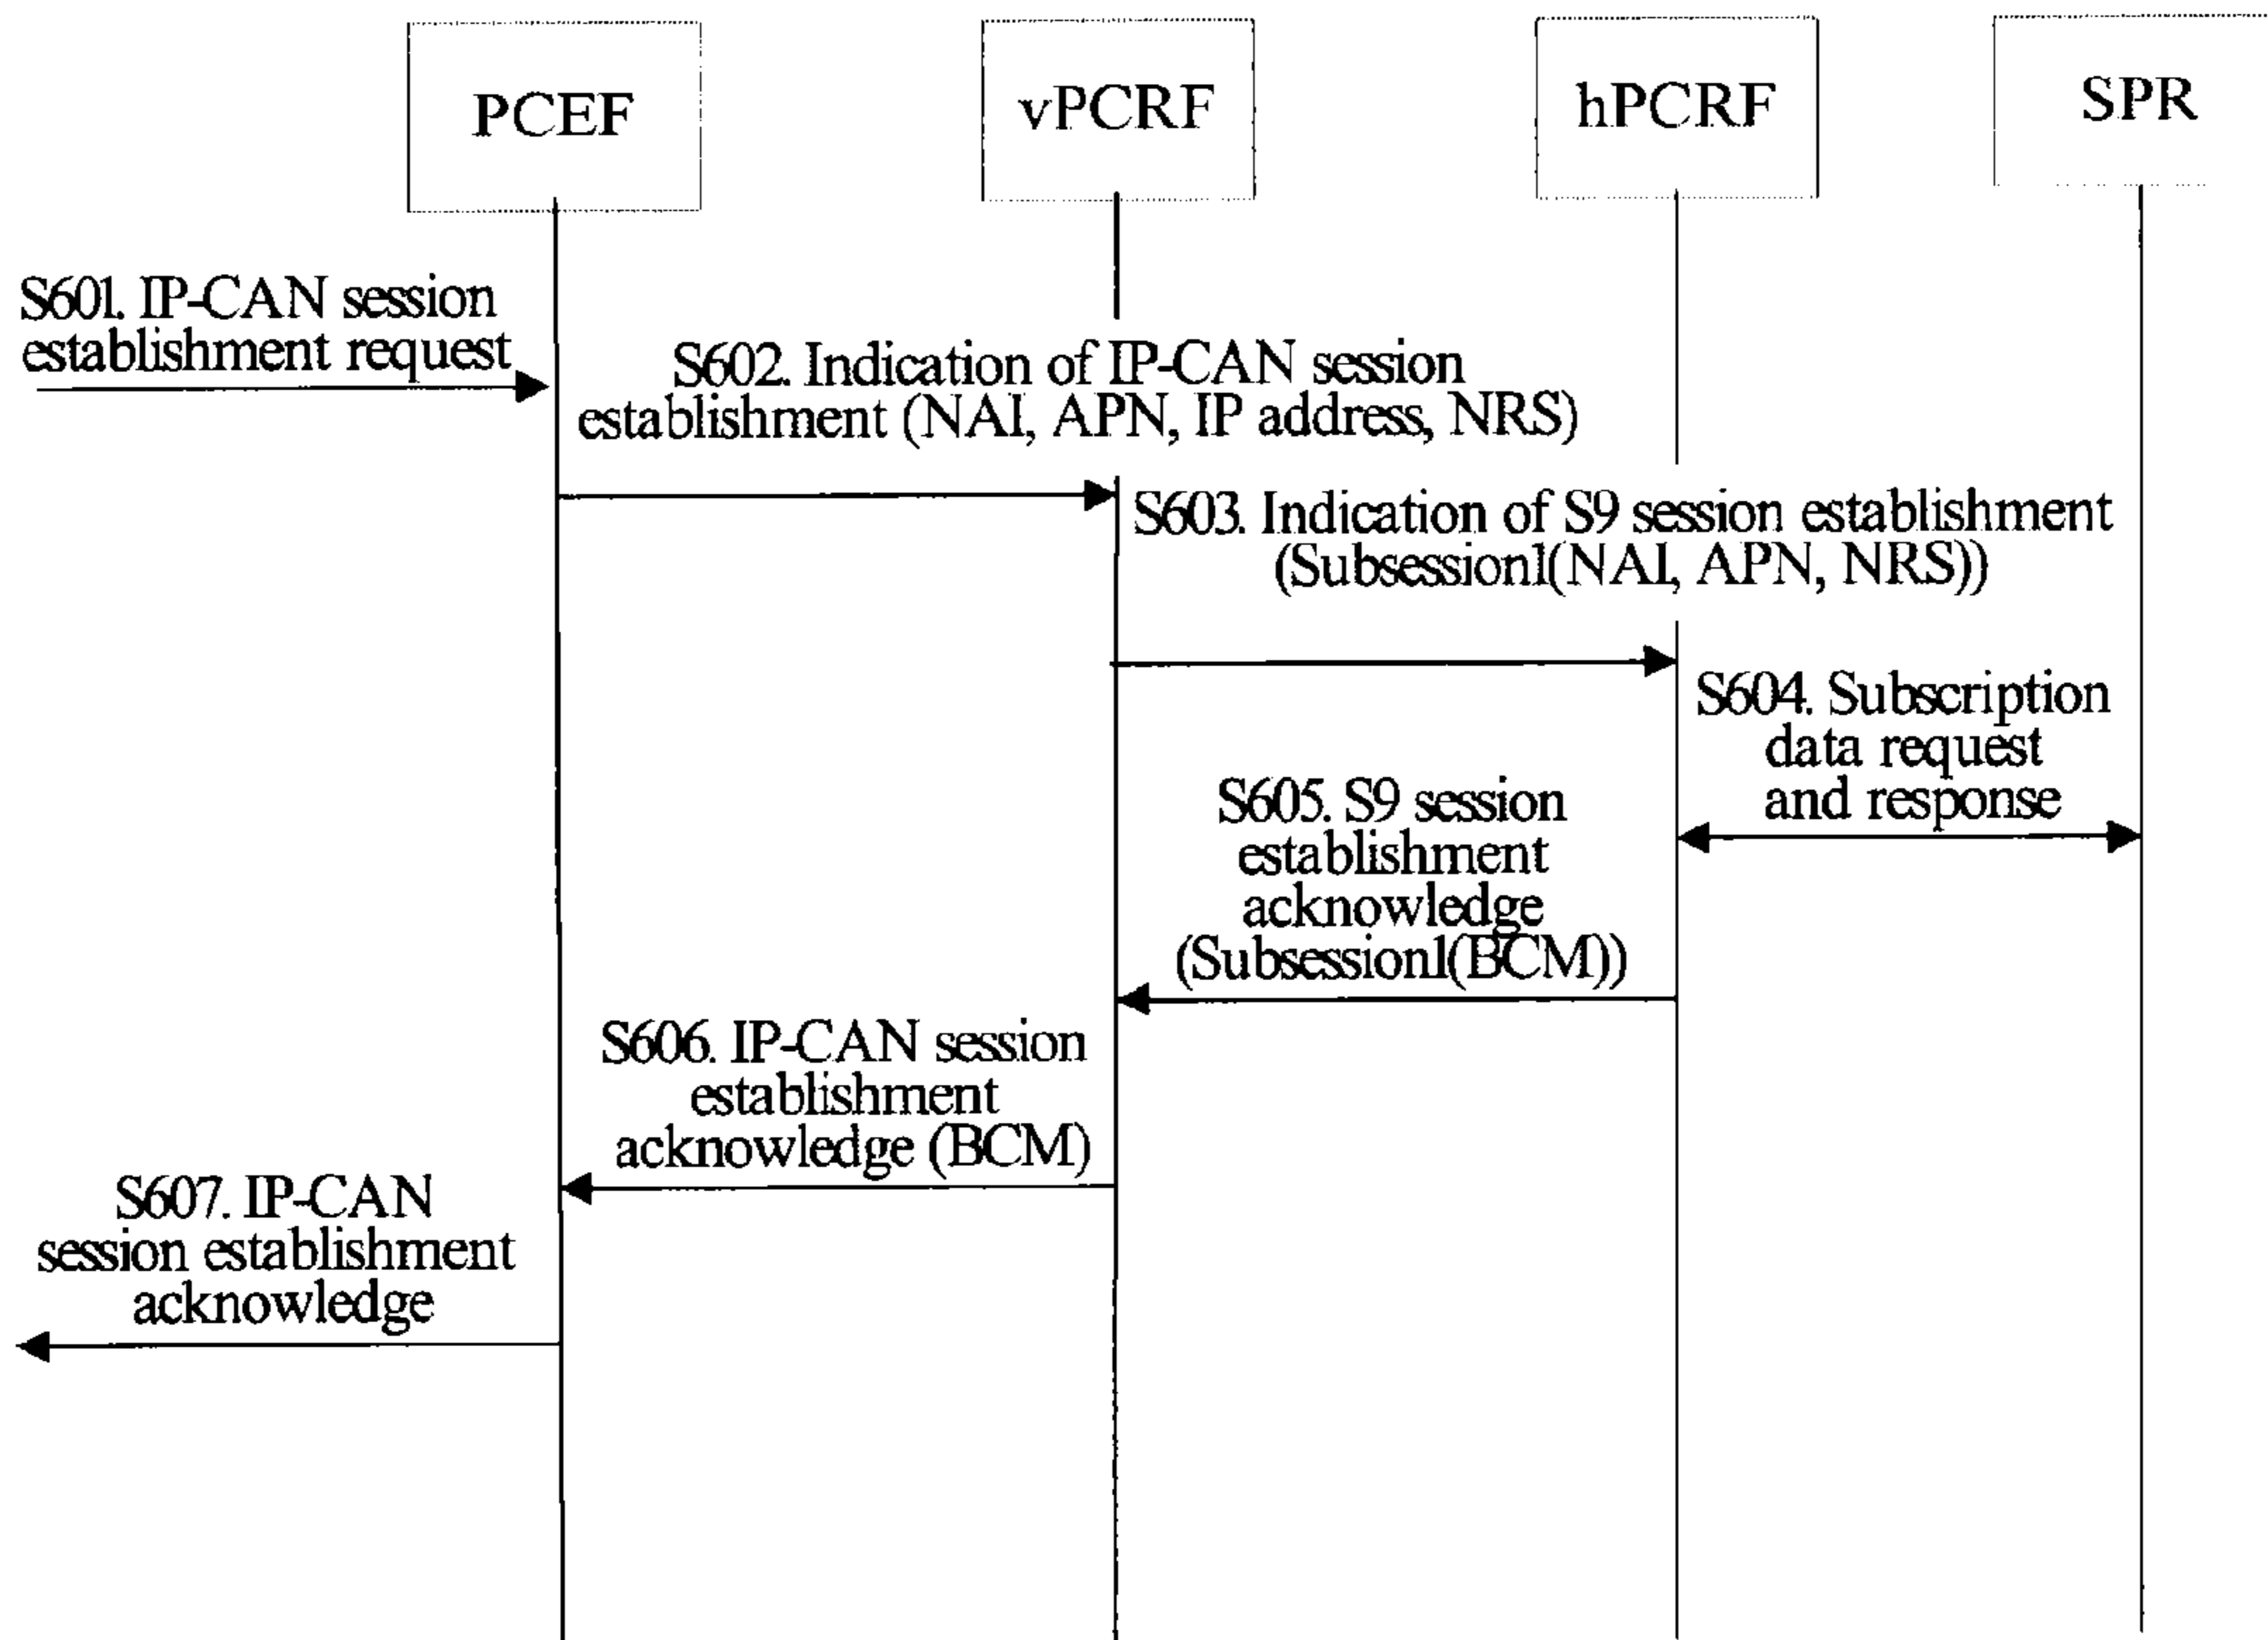 PCEF
vPCRF
hPCRF
SPR
S601. IP-CAN session
establishment request
S602. Indication of IP-CAN session
establishment (NAI, APN, IP address, NRS)
S603. Indication of S9 session establishment
(Subsession1(NAI, APN, NRS))
S604. Subscription
data request
and response
S605. S9 session
establishment
acknowledge
(Subsession1(BCM))
S606. IP-CAN session
establishment
acknowledge (BCM)
S607. IP-CAN
session establishment
acknowledge